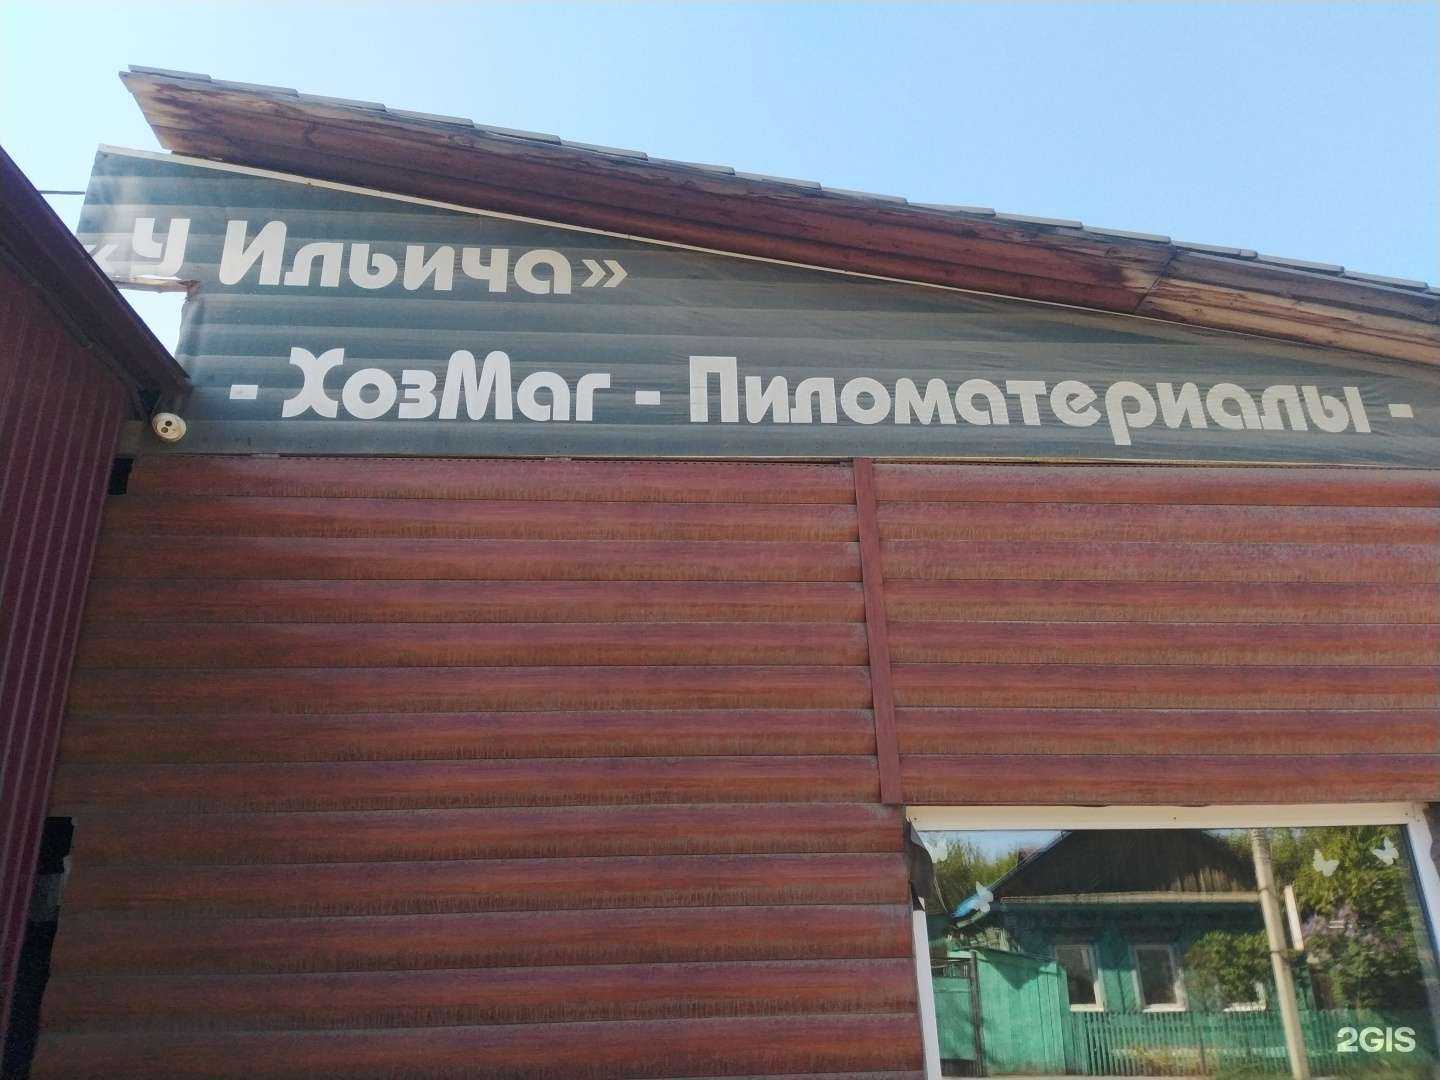 «У Ильича»
- ХозМаг - Пиломатериалы -
2GIS